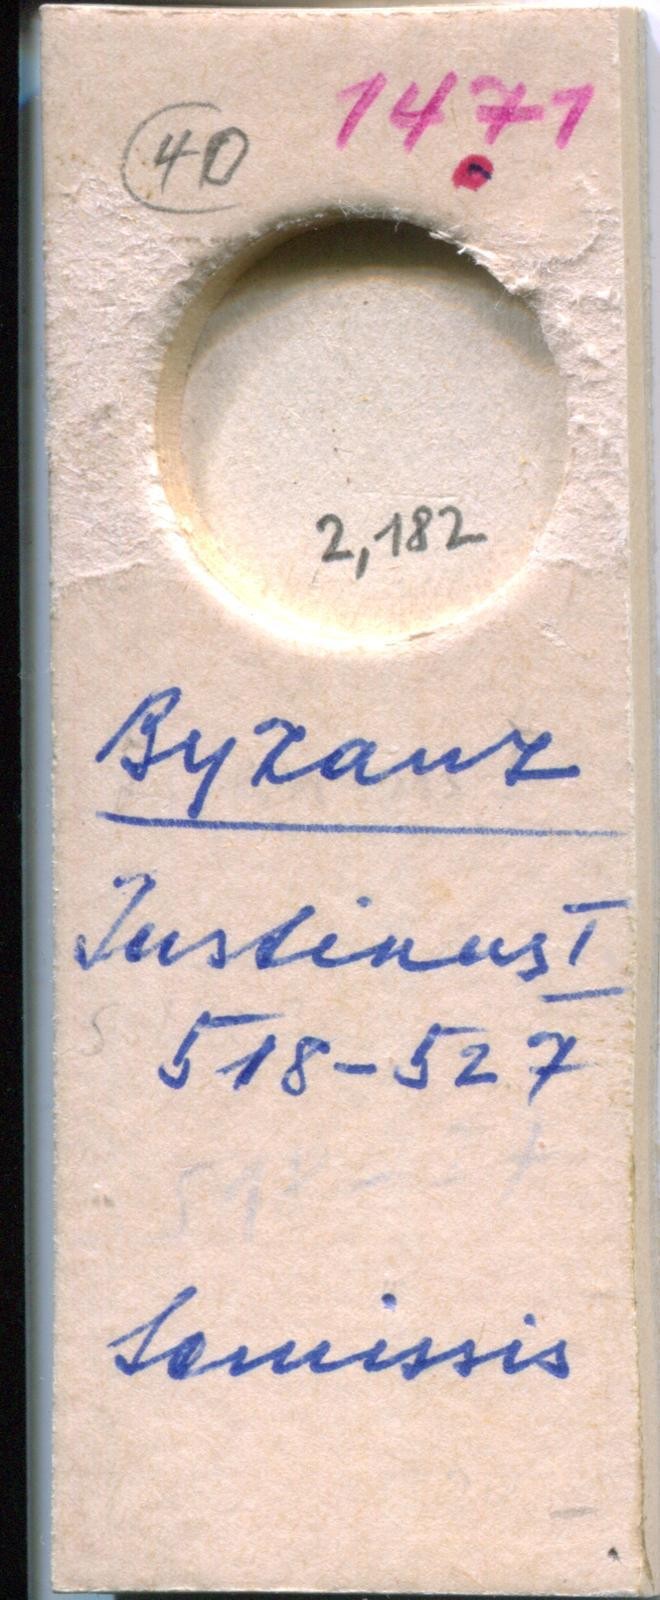 1471
40
2,182
Byzanz
Justinus I
518-527
Semissis